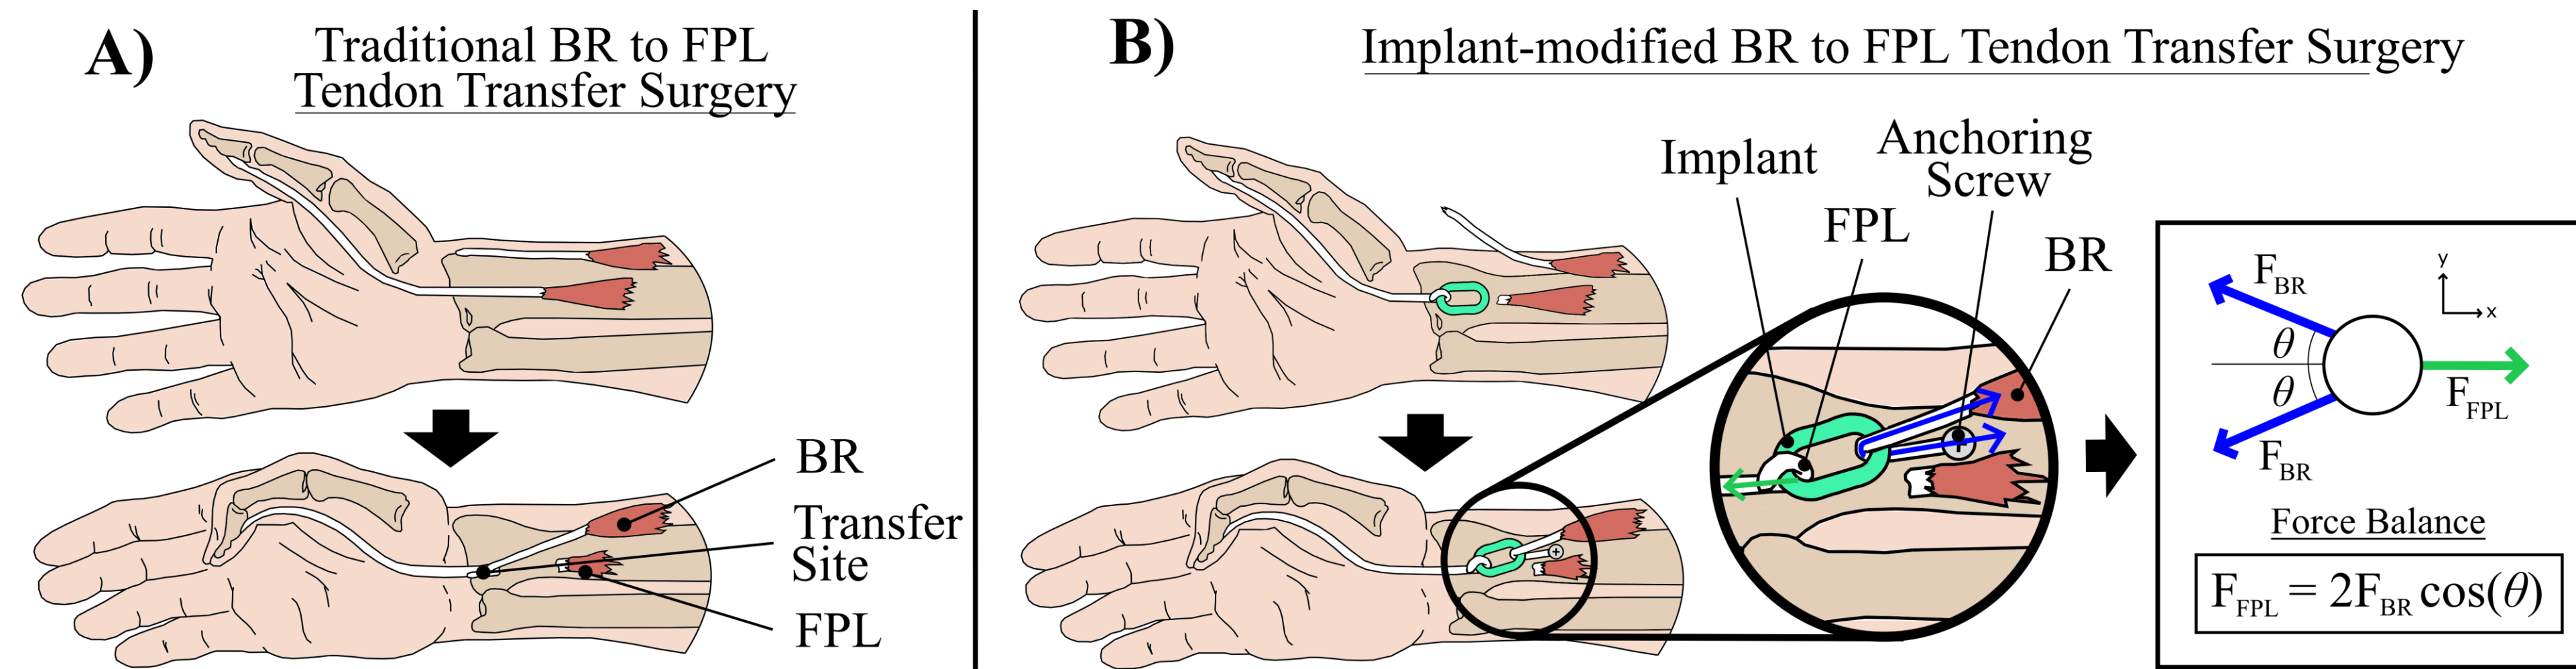 A)
Traditional BR to FPL
Tendon Transfer Surgery
BR
Transfer
Site
FPL
B)
Implant-modified BR to FPL Tendon Transfer Surgery
Implant
Anchoring
Screw
FPL
BR
+
+
F_BR
y
x
θ
θ
F_FPL
F_BR
Force Balance
F_FPL = 2F_BR cos(θ)